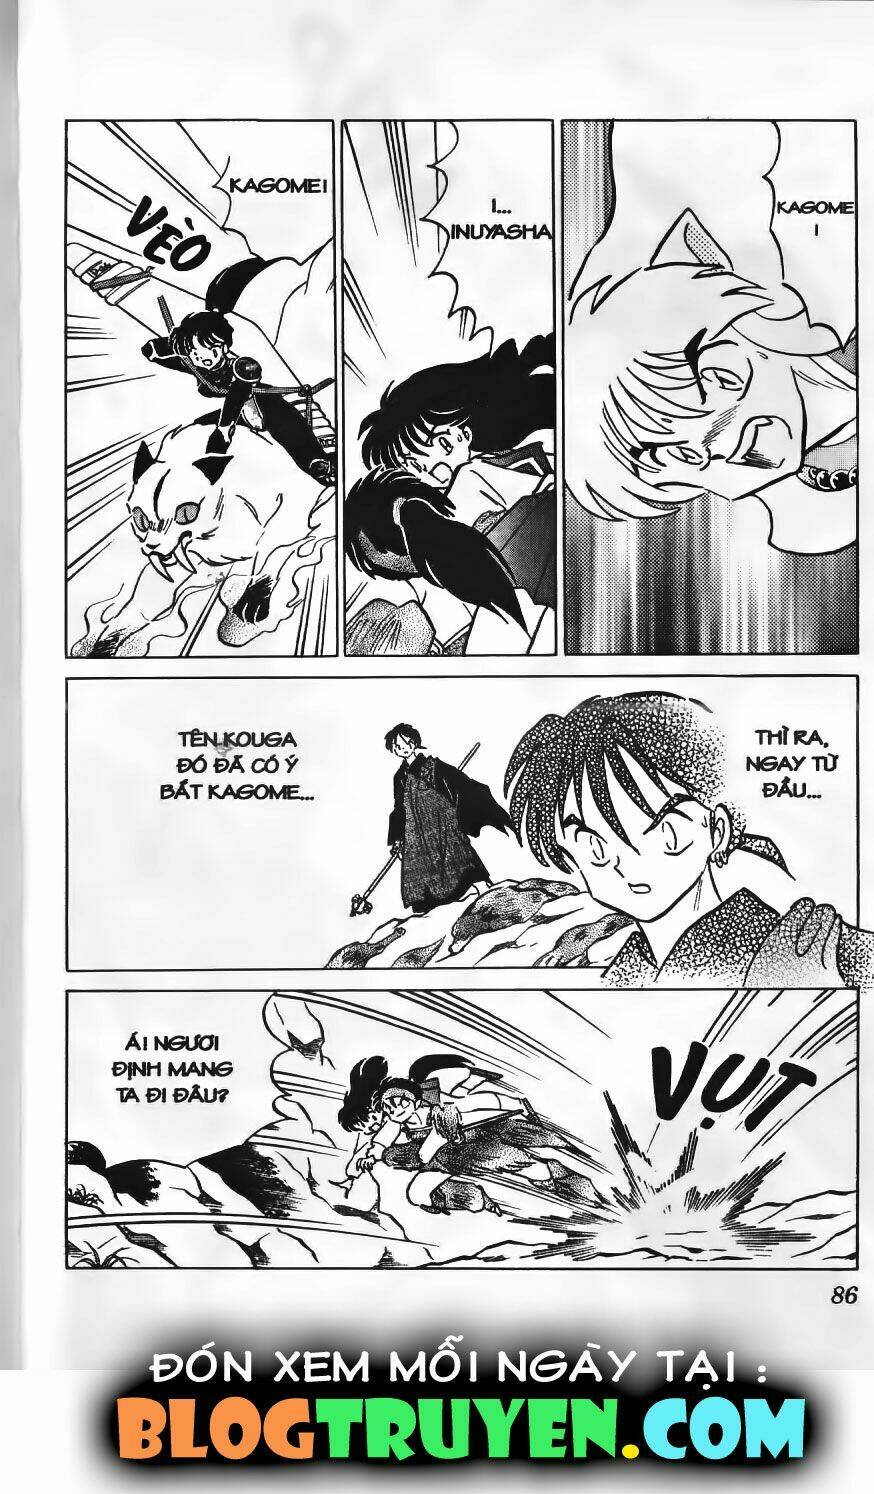 KAGOME
!
I...
INUYASHA
KAGOME!
VÈO
THÌ RA,
NGAY TỪ
ĐẦU...
TÊN KOUGA
ĐÓ ĐÃ CÓ Ý
BẮT KAGOME...
VỤT
Á! NGƯƠI
ĐỊNH MANG
TA ĐI ĐÂU?
86
ĐÓN XEM MỖI NGÀY TẠI :
BLOGTRUYEN.COM